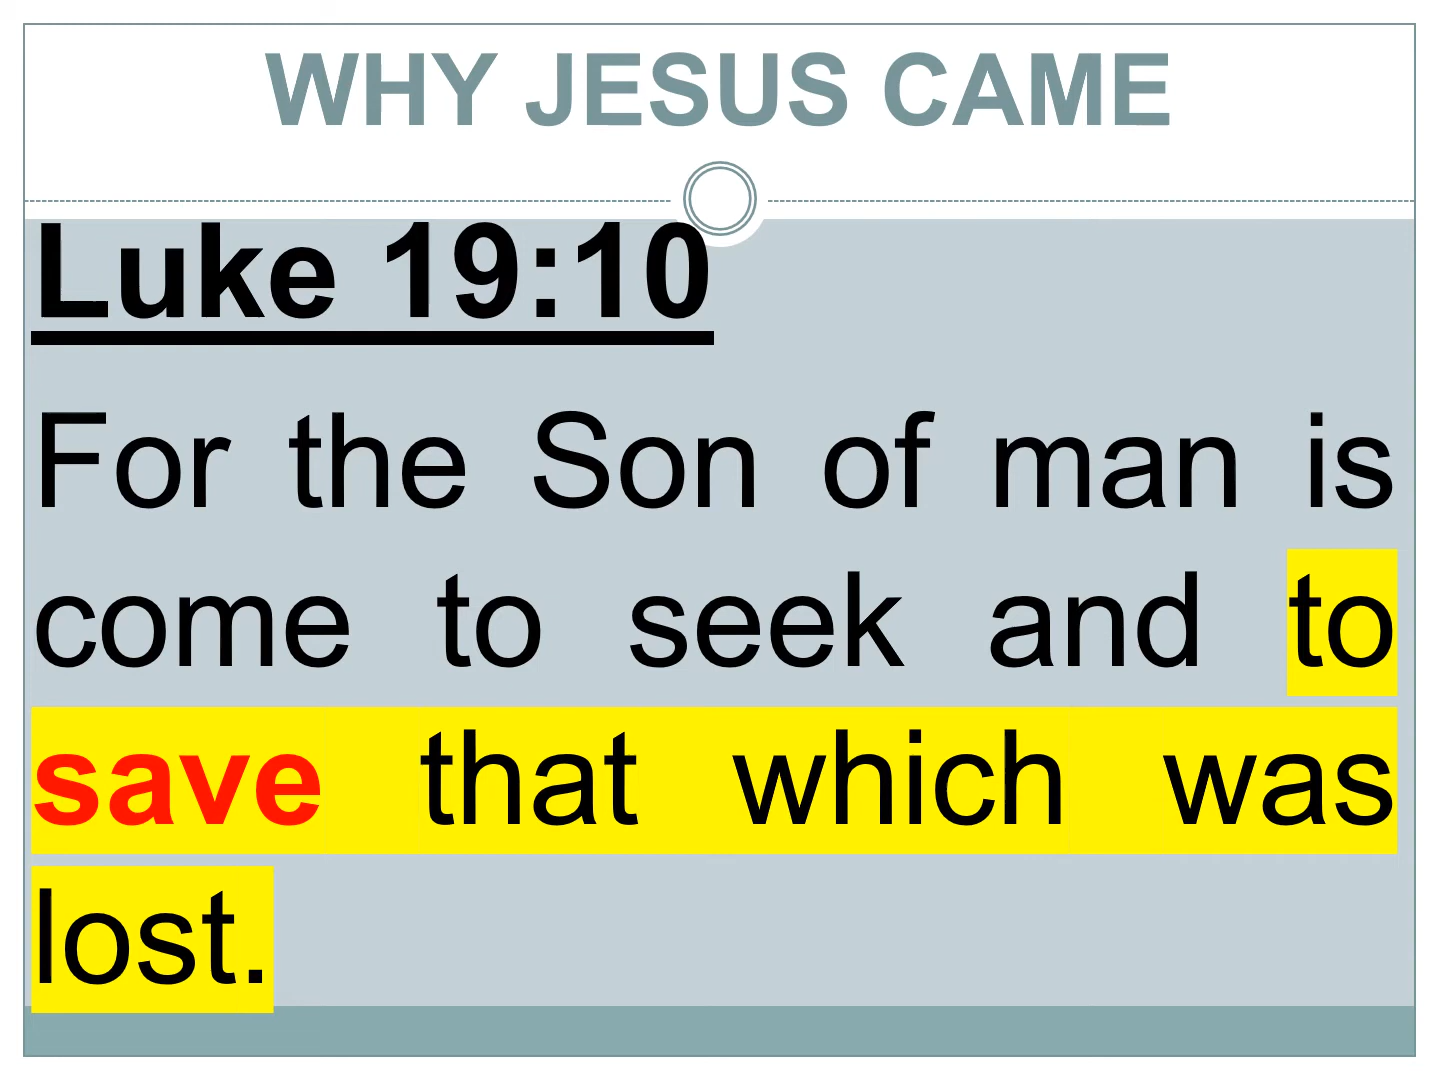 WHY JESUS CAME
Luke 19:10
For the Son of man is
come to seek and to
save that which was
lost.